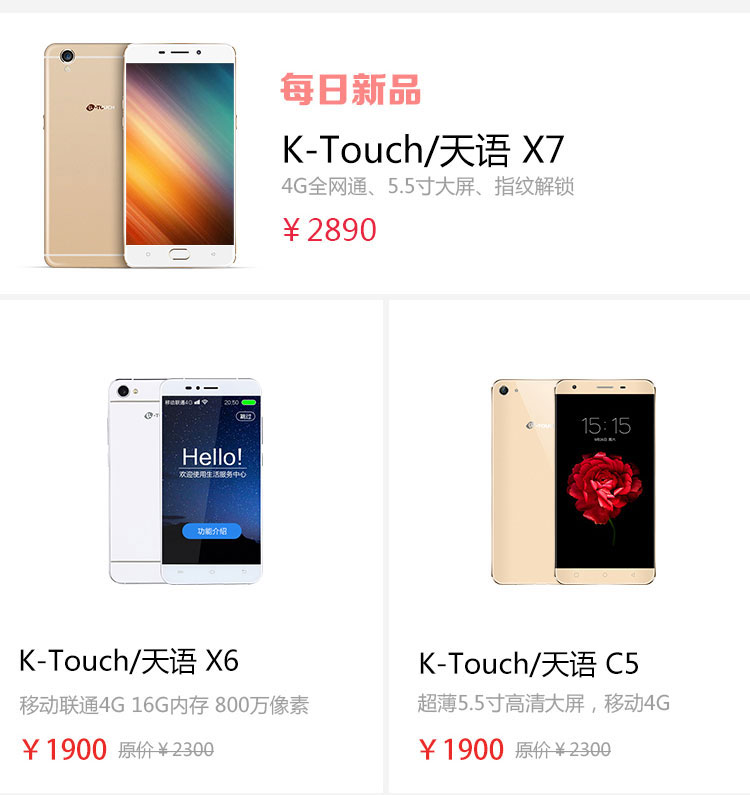 每日新品
K-Touch/天语 X7
4G全网通、5.5寸大屏、指纹解锁
¥ 2890
移动联通4G 20:50
跳过
Hello!
欢迎使用生活服务中心
功能介绍
15:15
K-Touch/天语 X6
移动联通4G 16G内存 800万像素
¥ 1900 原价 ¥ 2300
K-Touch/天语 C5
超薄5.5寸高清大屏，移动4G
¥ 1900 原价 ¥ 2300